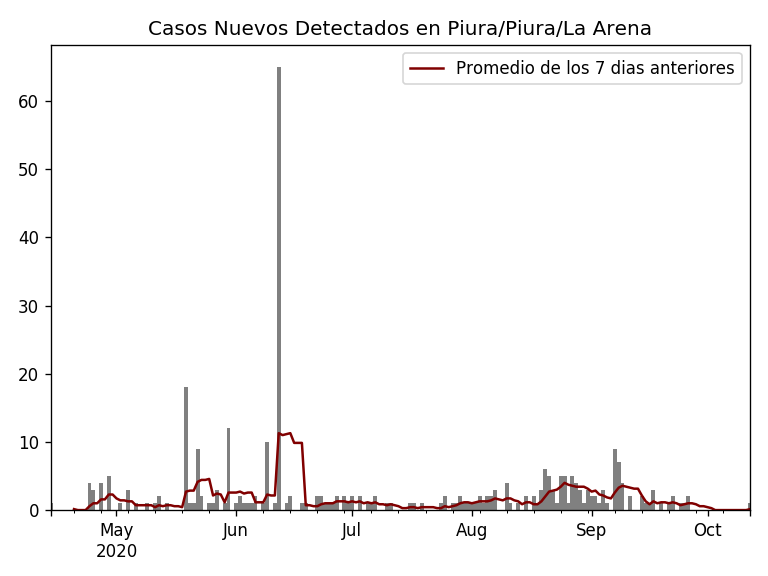 Casos Nuevos Detectados en Piura/Piura/La Arena
Promedio de los 7 dias anteriores
60
50
40
30
20
10
0
May Jun Jul Aug Sep Oct
2020